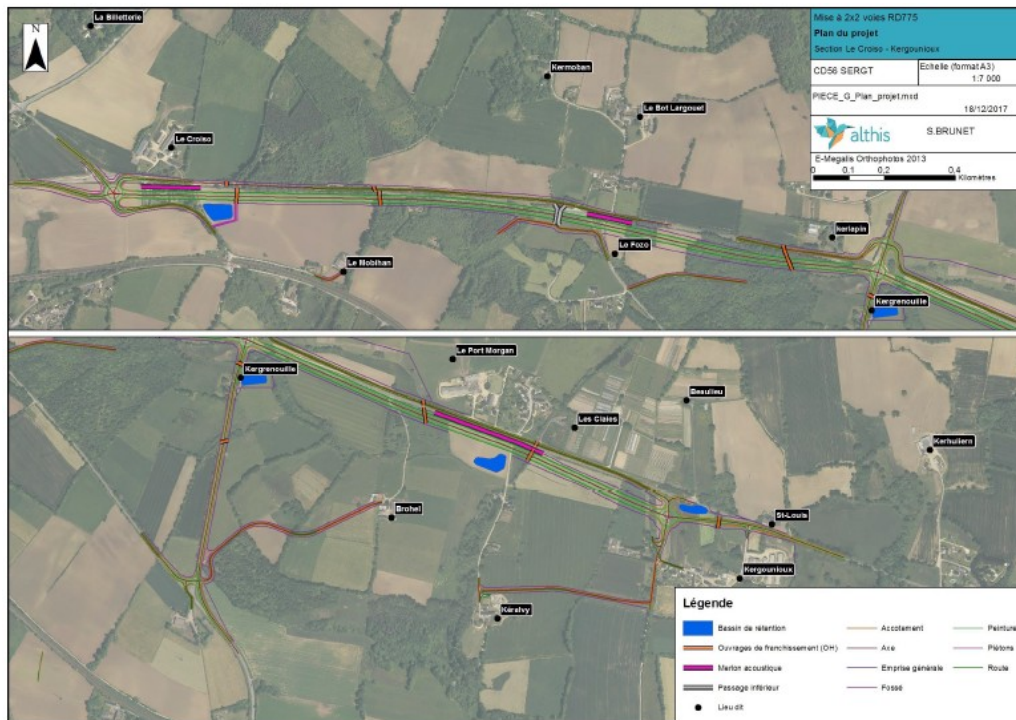 N
La Billetterie
Kermoban
Le Bot Largouet
Le Croiso
Le Mobihan
Le Pozo
Kerlapin
Kergrenouille
Mise à 2x2 voies RD775
Plan du projet
Section Le Croiso - Kergounioux
CD56 SERGT
Echelle (format A3)
1:7 000
PIECE_G_Plan_projet.mxd
18/12/2017
althis
S.BRUNET
E-Megalis Orthophotos 2013
0 0,1 0,2 0,4
Kilomètres
Kergrenouille
Le Port Morgan
Les Claies
Beaulieu
Kerhuliern
Brohel
St-Louis
Kergounioux
Kéralvy
Légende
Bassin de rétention
Ouvrages de franchissement (OH)
Merlon acoustique
Passage inférieur
Lieu dit
Accotement
Axe
Emprise générale
Fossé
Peinture
Piétons
Route